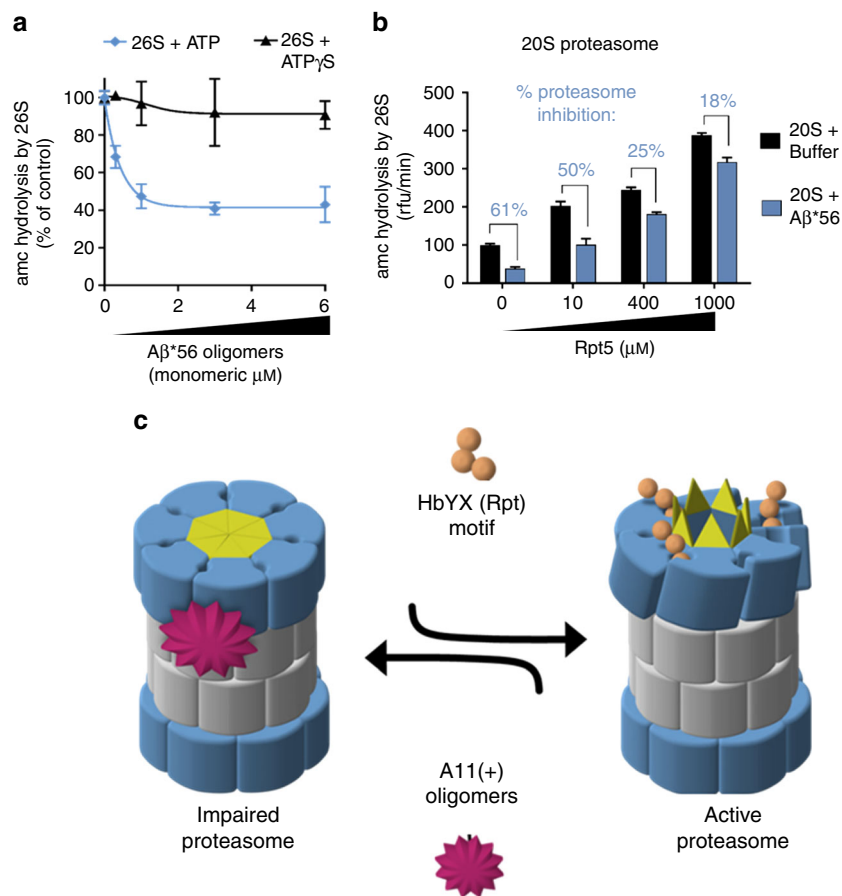 a
26S + ATP
26S +
ATPγS
amc hydrolysis by 26S
(% of control)
100
80
60
40
20
0
0
2
4
6
Aβ*56 oligomers
(monomeric μM)
b
20S proteasome
% proteasome
inhibition:
amc hydrolysis by 26S
(rfu/min)
500
400
300
200
100
0
61%
50%
25%
18%
20S +
Buffer
20S +
Aβ*56
0
10
400
1000
Rpt5 (μM)
c
HbYX (Rpt)
motif
A11(+)
oligomers
Impaired
proteasome
Active
proteasome